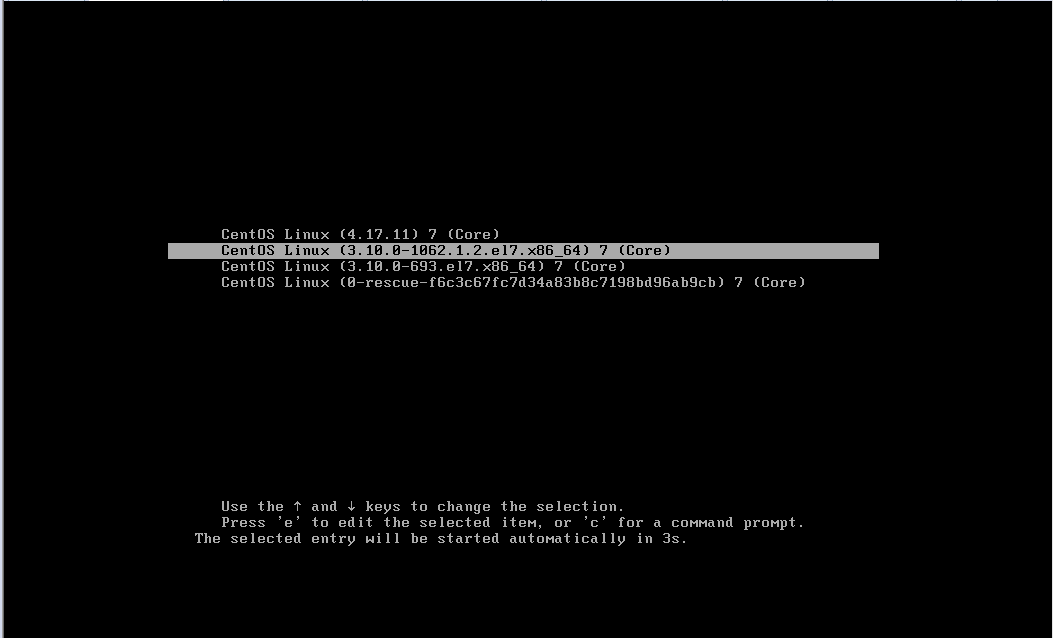 CentOS Linux (4.17.11) 7 (Core)
CentOS Linux (3.10.0-1062.1.2.el7.x86_64) 7 (Core)
CentOS Linux (3.10.0-693.el7.x86_64) 7 (Core)
CentOS Linux (0-rescue-f6c3c67fc7d34a83b8c7198bd96ab9cb) 7 (Core)
Use the ↑ and ↓ keys to change the selection.
Press 'e' to edit the selected item, or 'c' for a command prompt.
The selected entry will be started automatically in 3s.